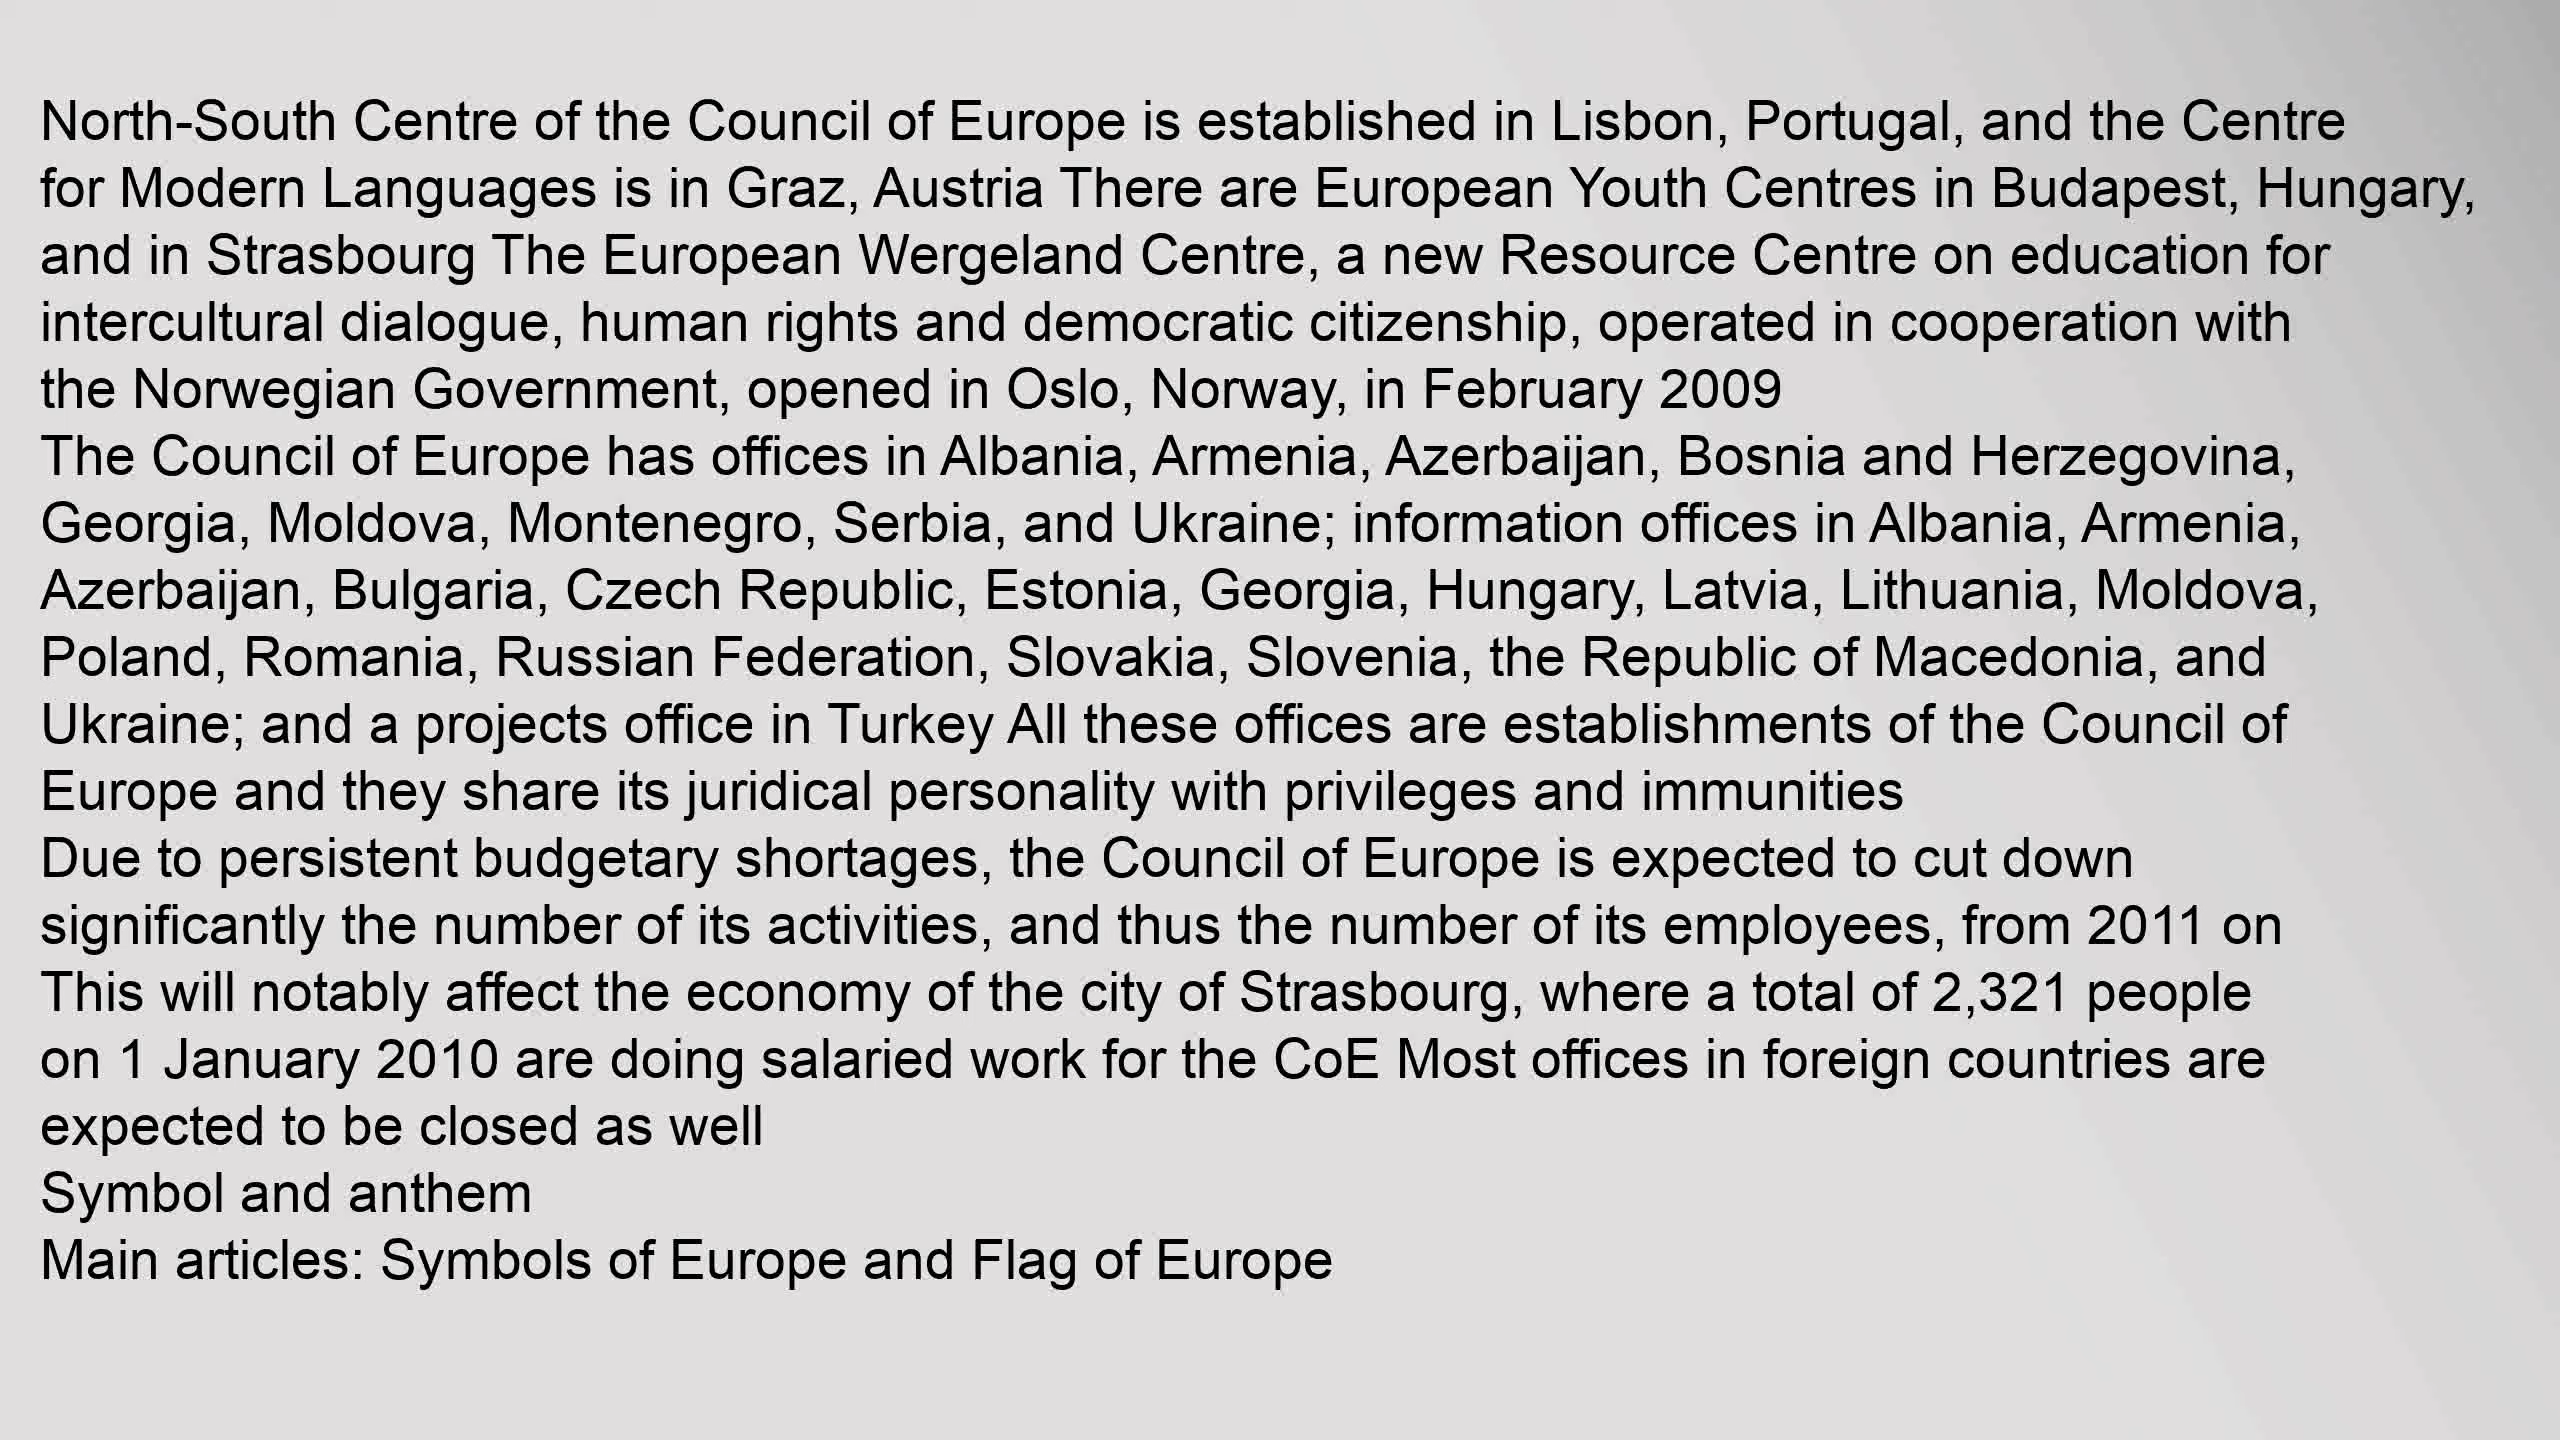 North-South Centre of the Council of Europe is established in Lisbon, Portugal, and the Centre
for Modern Languages is in Graz, Austria There are European Youth Centres in Budapest, Hungary,
and in Strasbourg The European Wergeland Centre, a new Resource Centre on education for
intercultural dialogue, human rights and democratic citizenship, operated in cooperation with
the Norwegian Government, opened in Oslo, Norway, in February 2009
The Council of Europe has offices in Albania, Armenia, Azerbaijan, Bosnia and Herzegovina,
Georgia, Moldova, Montenegro, Serbia, and Ukraine; information offices in Albania, Armenia,
Azerbaijan, Bulgaria, Czech Republic, Estonia, Georgia, Hungary, Latvia, Lithuania, Moldova,
Poland, Romania, Russian Federation, Slovakia, Slovenia, the Republic of Macedonia, and
Ukraine; and a projects office in Turkey All these offices are establishments of the Council of
Europe and they share its juridical personality with privileges and immunities
Due to persistent budgetary shortages, the Council of Europe is expected to cut down
significantly the number of its activities, and thus the number of its employees, from 2011 on
This will notably affect the economy of the city of Strasbourg, where a total of 2,321 people
on 1 January 2010 are doing salaried work for the CoE Most offices in foreign countries are
expected to be closed as well
Symbol and anthem
Main articles: Symbols of Europe and Flag of Europe